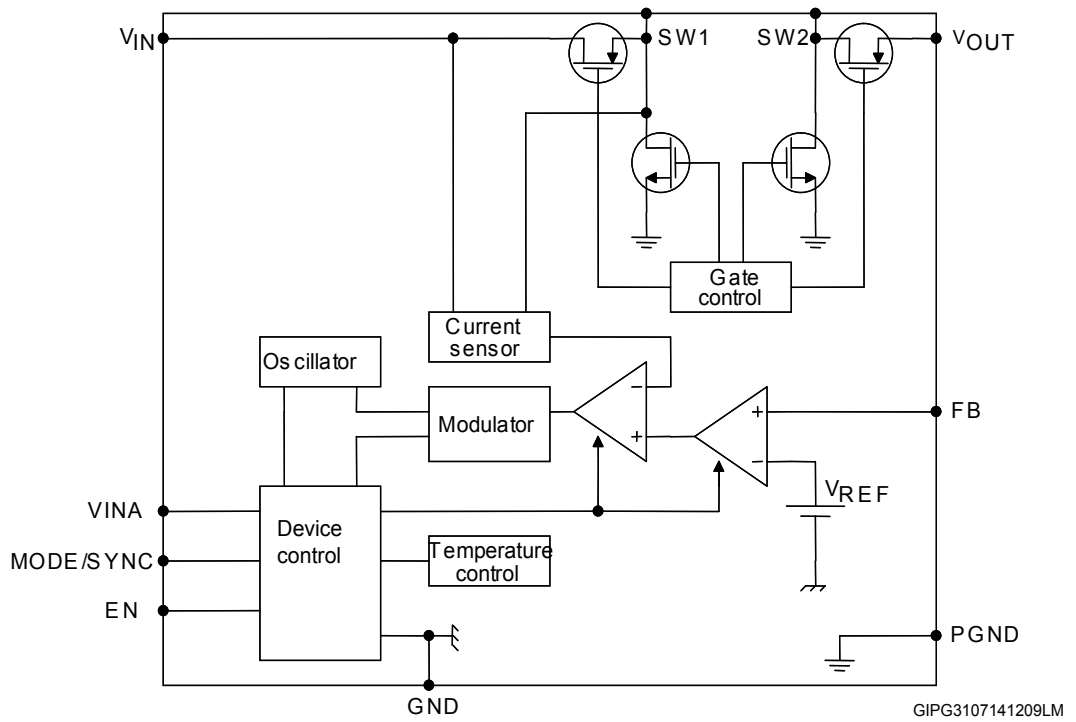 VIN
SW1
SW2
VOUT
Gate
control
Current
sensor
Oscillator
Modulator
−
+
+
−
FB
VREF
VINA
Device
control
MODE/SYNC
Temperature
control
EN
PGND
GND
GIPG3107141209LM